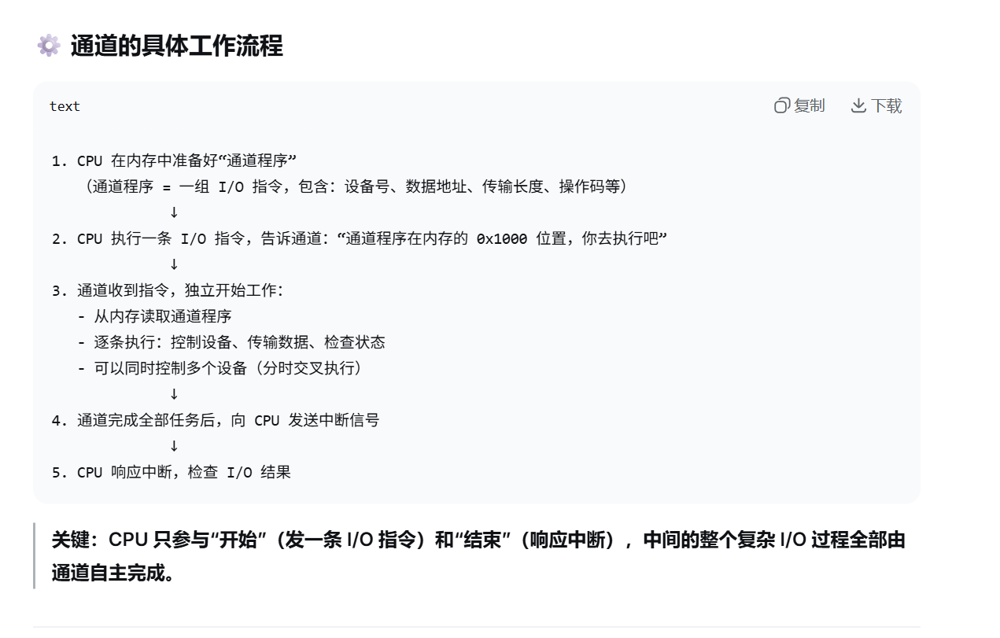 通道的具体工作流程
text
复制 下载
1. CPU 在内存中准备好“通道程序”
（通道程序 = 一组 I/O 指令，包含：设备号、数据地址、传输长度、操作码等）
↓
2. CPU 执行一条 I/O 指令，告诉通道：“通道程序在内存的 0x1000 位置，你去执行吧”
↓
3. 通道收到指令，独立开始工作：
- 从内存读取通道程序
- 逐条执行：控制设备、传输数据、检查状态
- 可以同时控制多个设备（分时交叉执行）
↓
4. 通道完成全部任务后，向 CPU 发送中断信号
↓
5. CPU 响应中断，检查 I/O 结果
关键：CPU 只参与“开始”（发一条 I/O 指令）和“结束”（响应中断），中间的整个复杂 I/O 过程全部由
通道自主完成。